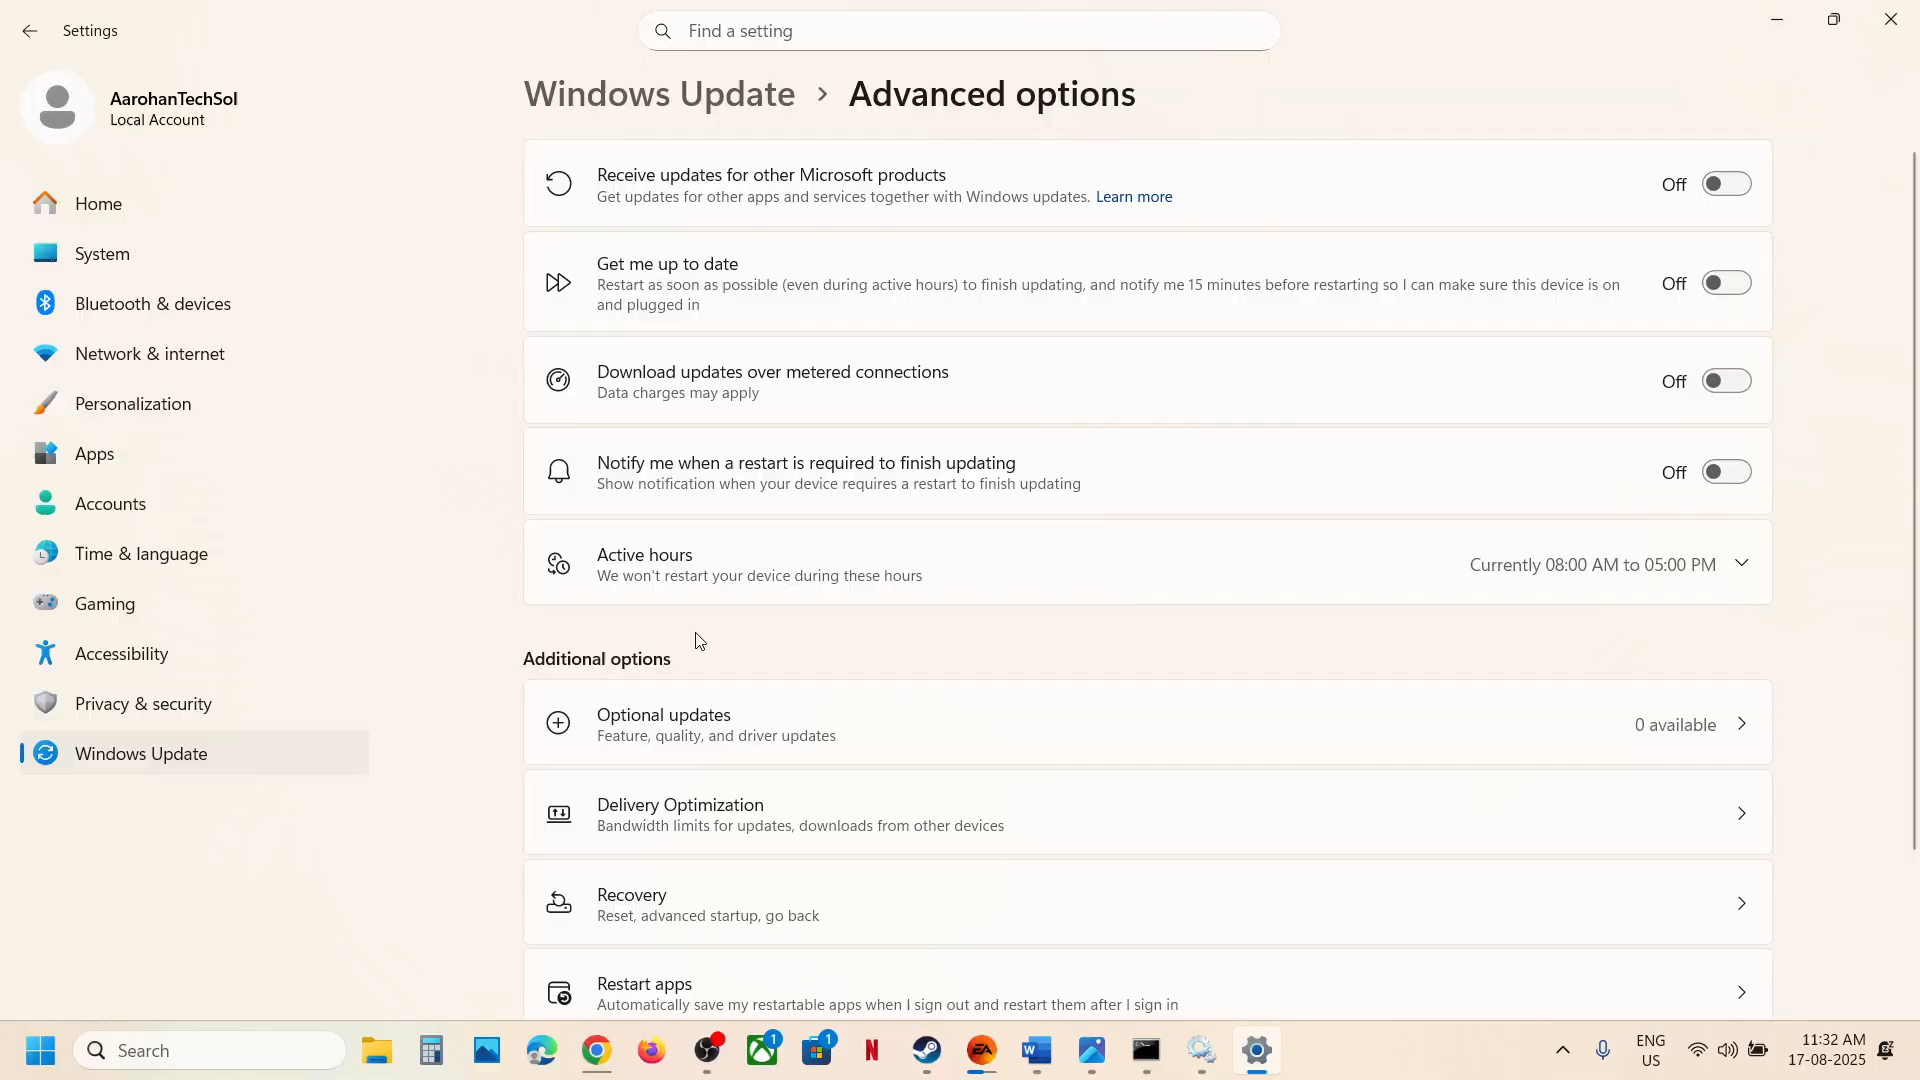 Settings
Find a setting
AarohanTechSol
Local Account
Home
System
Bluetooth & devices
Network & internet
Personalization
Apps
Accounts
Time & language
Gaming
Accessibility
Privacy & security
Windows Update
Windows Update > Advanced options
Receive updates for other Microsoft products
Get updates for other apps and services together with Windows updates. Learn more
Off
Get me up to date
Restart as soon as possible (even during active hours) to finish updating, and notify me 15 minutes before restarting so I can make sure this device is on
and plugged in
Off
Download updates over metered connections
Data charges may apply
Off
Notify me when a restart is required to finish updating
Show notification when your device requires a restart to finish updating
Off
Active hours
We won't restart your device during these hours
Currently 08:00 AM to 05:00 PM
Additional options
Optional updates
Feature, quality, and driver updates
0 available
Delivery Optimization
Bandwidth limits for updates, downloads from other devices
Recovery
Reset, advanced startup, go back
Restart apps
Automatically save my restartable apps when I sign out and restart them after I sign in
Search
1
1
N
EA
W
ENG
US
11:32 AM
17-08-2025